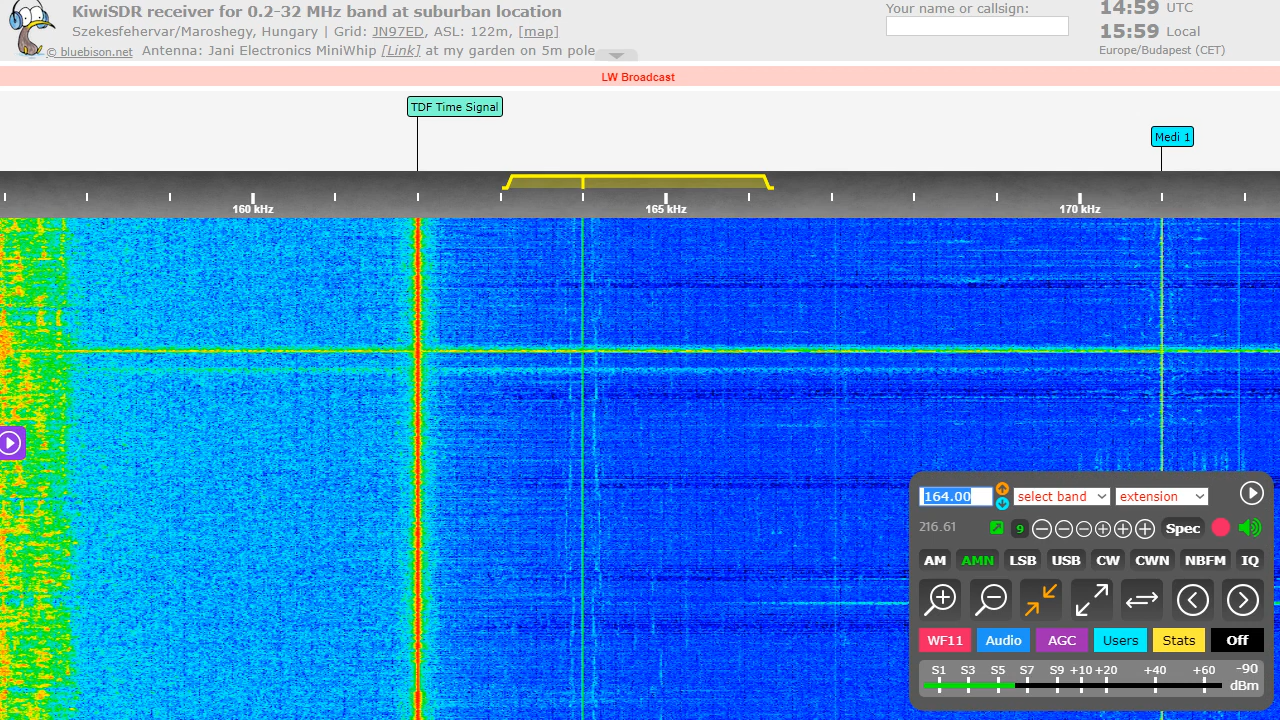 KiwiSDR receiver for 0.2-32 MHz band at suburban location
Szekesfehervar/Maroshegy, Hungary | Grid: JN97ED, ASL: 122m, [map]
© bluebison.net Antenna: Jani Electronics MiniWhip [Link] at my garden on 5m pole
Your name or callsign:
14:59 UTC
15:59 Local
Europe/Budapest (CET)
LW Broadcast
TDF Time Signal
Medi 1
160 kHz 165 kHz 170 kHz
164.00 select band extension
216.61 9 Spec
AM AMN LSB USB CW CWN NBFM IQ
WF11 Audio AGC Users Stats Off
S1 S3 S5 S7 S9 +10 +20 +40 +60 -90
dBm